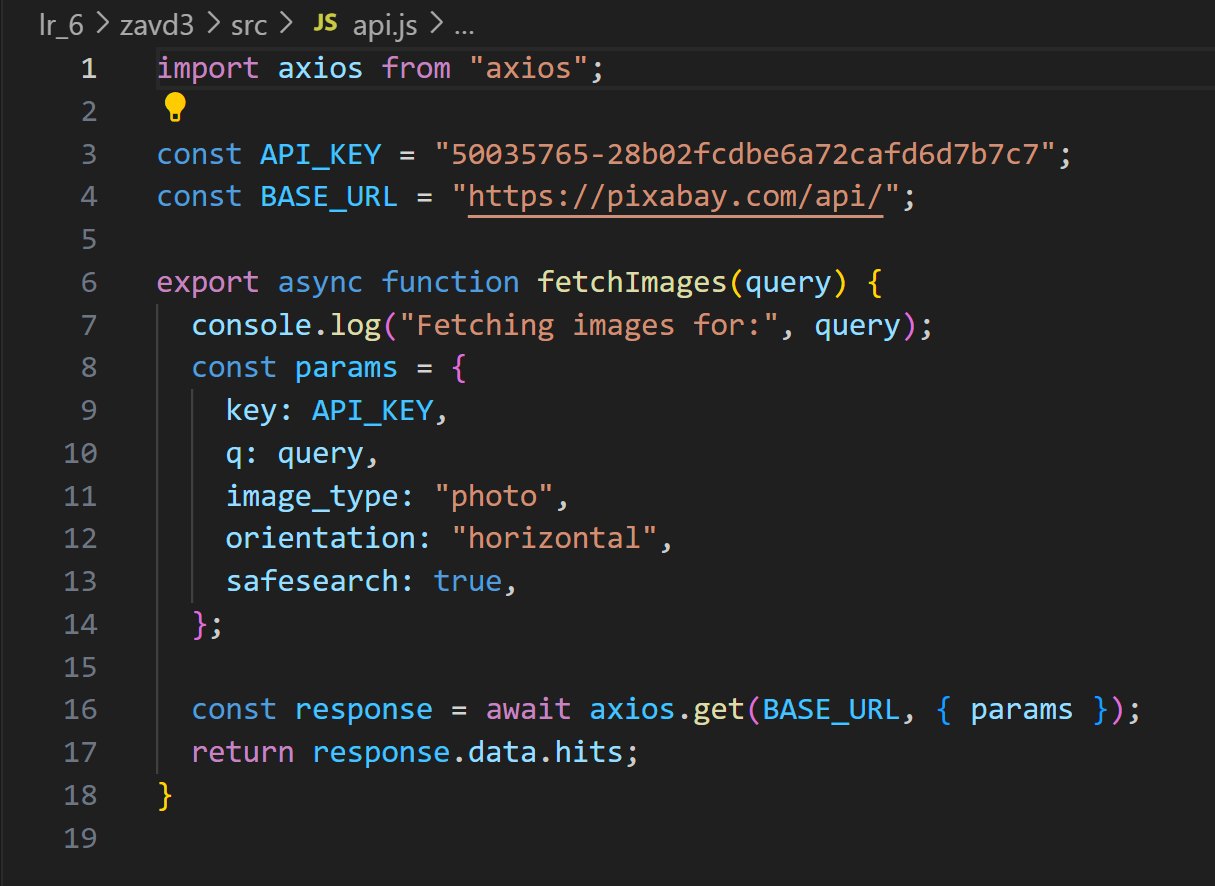 lr_6 > zavd3 > src > JS api.js > ...
1 import axios from "axios";
2
3 const API_KEY = "50035765-28b02fcdbe6a72cafd6d7b7c7";
4 const BASE_URL = "https://pixabay.com/api/";
5
6 export async function fetchImages(query) {
7   console.log("Fetching images for:", query);
8   const params = {
9     key: API_KEY,
10     q: query,
11     image_type: "photo",
12     orientation: "horizontal",
13     safesearch: true,
14   };
15
16   const response = await axios.get(BASE_URL, { params });
17   return response.data.hits;
18 }
19